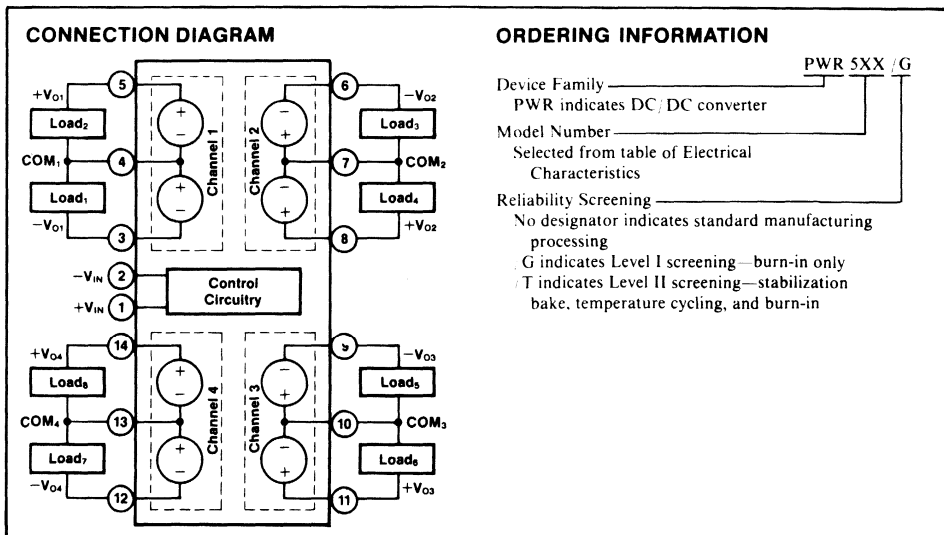 CONNECTION DIAGRAM
5
+VO1
Load2
COM1
4
Load1
−VO1
3
+
−
+
−
Channel 1
6
−VO2
Load3
7
COM2
Load4
+VO2
8
−
+
−
+
Channel 2
−VIN
2
+VIN
1
Control
Circuitry
14
+VO4
Load8
COM4
13
Load7
−VO4
12
+
−
+
−
Channel 4
9
−VO3
Load5
10
COM3
Load6
+VO3
11
−
+
−
+
Channel 3
ORDERING INFORMATION
PWR 5XX /G
Device Family
PWR indicates DC/DC converter
Model Number
Selected from table of Electrical
Characteristics
Reliability Screening
No designator indicates standard manufacturing
processing
/G indicates Level I screening—burn-in only
/T indicates Level II screening—stabilization
bake, temperature cycling, and burn-in